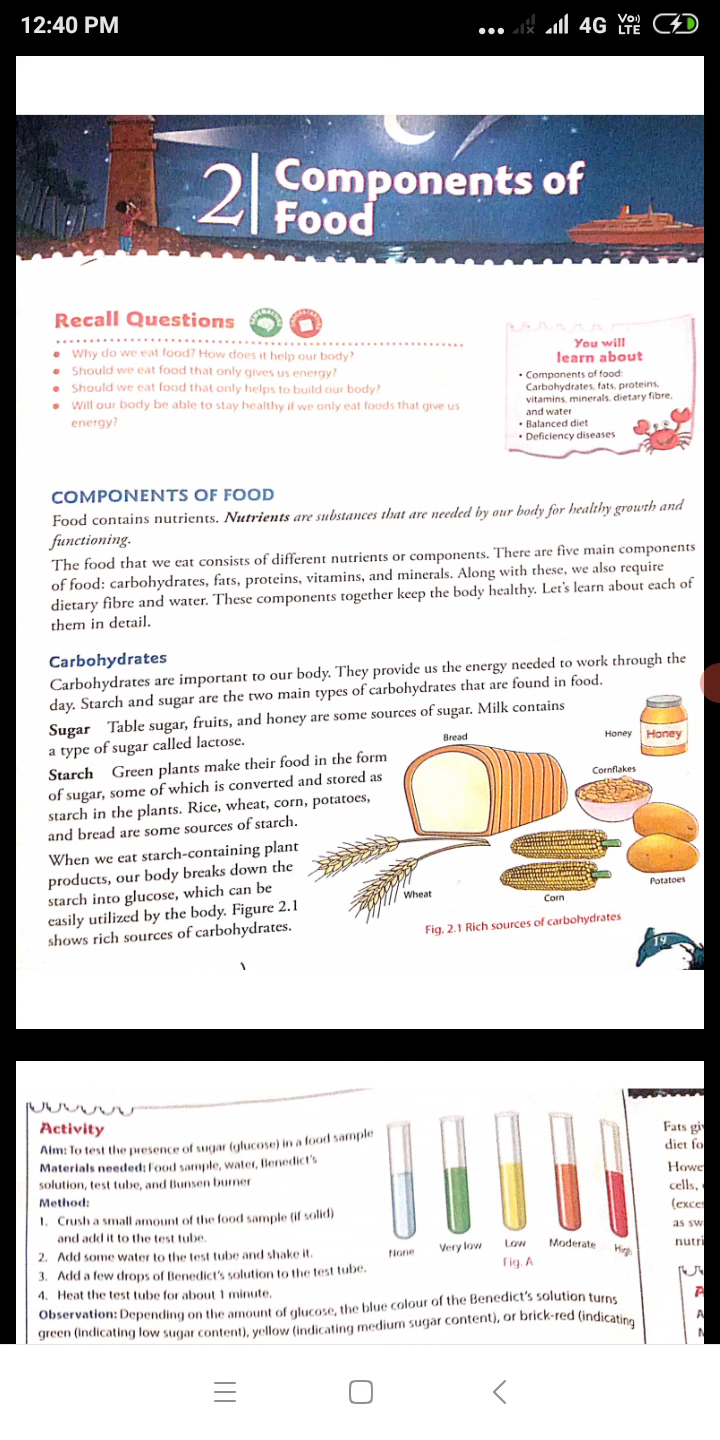 12:40 PM
4G VoLTE
2 Components of
Food
Recall Questions
• Why do we eat food? How does it help our body?
• Should we eat food that only gives us energy?
• Should we eat food that only helps to build our body?
• Will our body be able to stay healthy if we only eat foods that give us
energy?
You will
learn about
• Components of food:
Carbohydrates, fats, proteins,
vitamins, minerals, dietary fibre,
and water
• Balanced diet
• Deficiency diseases
COMPONENTS OF FOOD
Food contains nutrients. Nutrients are substances that are needed by our body for healthy growth and
functioning.
The food that we eat consists of different nutrients or components. There are five main components
of food: carbohydrates, fats, proteins, vitamins, and minerals. Along with these, we also require
dietary fibre and water. These components together keep the body healthy. Let's learn about each of
them in detail.
Carbohydrates
Carbohydrates are important to our body. They provide us the energy needed to work through the
day. Starch and sugar are the two main types of carbohydrates that are found in food.
Sugar Table sugar, fruits, and honey are some sources of sugar. Milk contains
a type of sugar called lactose.
Starch Green plants make their food in the form
of sugar, some of which is converted and stored as
starch in the plants. Rice, wheat, corn, potatoes,
and bread are some sources of starch.
When we eat starch-containing plant
products, our body breaks down the
starch into glucose, which can be
easily utilized by the body. Figure 2.1
shows rich sources of carbohydrates.
Bread
Honey
Honey
Cornflakes
Wheat
Corn
Potatoes
Fig. 2.1 Rich sources of carbohydrates
19
Activity
Aim: To test the presence of sugar (glucose) in a food sample
Materials needed: Food sample, water, Benedict's
solution, test tube, and Bunsen burner
Method:
1. Crush a small amount of the food sample (if solid)
and add it to the test tube.
2. Add some water to the test tube and shake it.
3. Add a few drops of Benedict's solution to the test tube.
4. Heat the test tube for about 1 minute.
Observation: Depending on the amount of glucose, the blue colour of the Benedict's solution turns
green (indicating low sugar content), yellow (indicating medium sugar content), or brick-red (indicating
None
Very low
Low
Moderate
High
Fig. A
Fats gi
diet fo
Howe
cells,
(exce
as sw
nutri